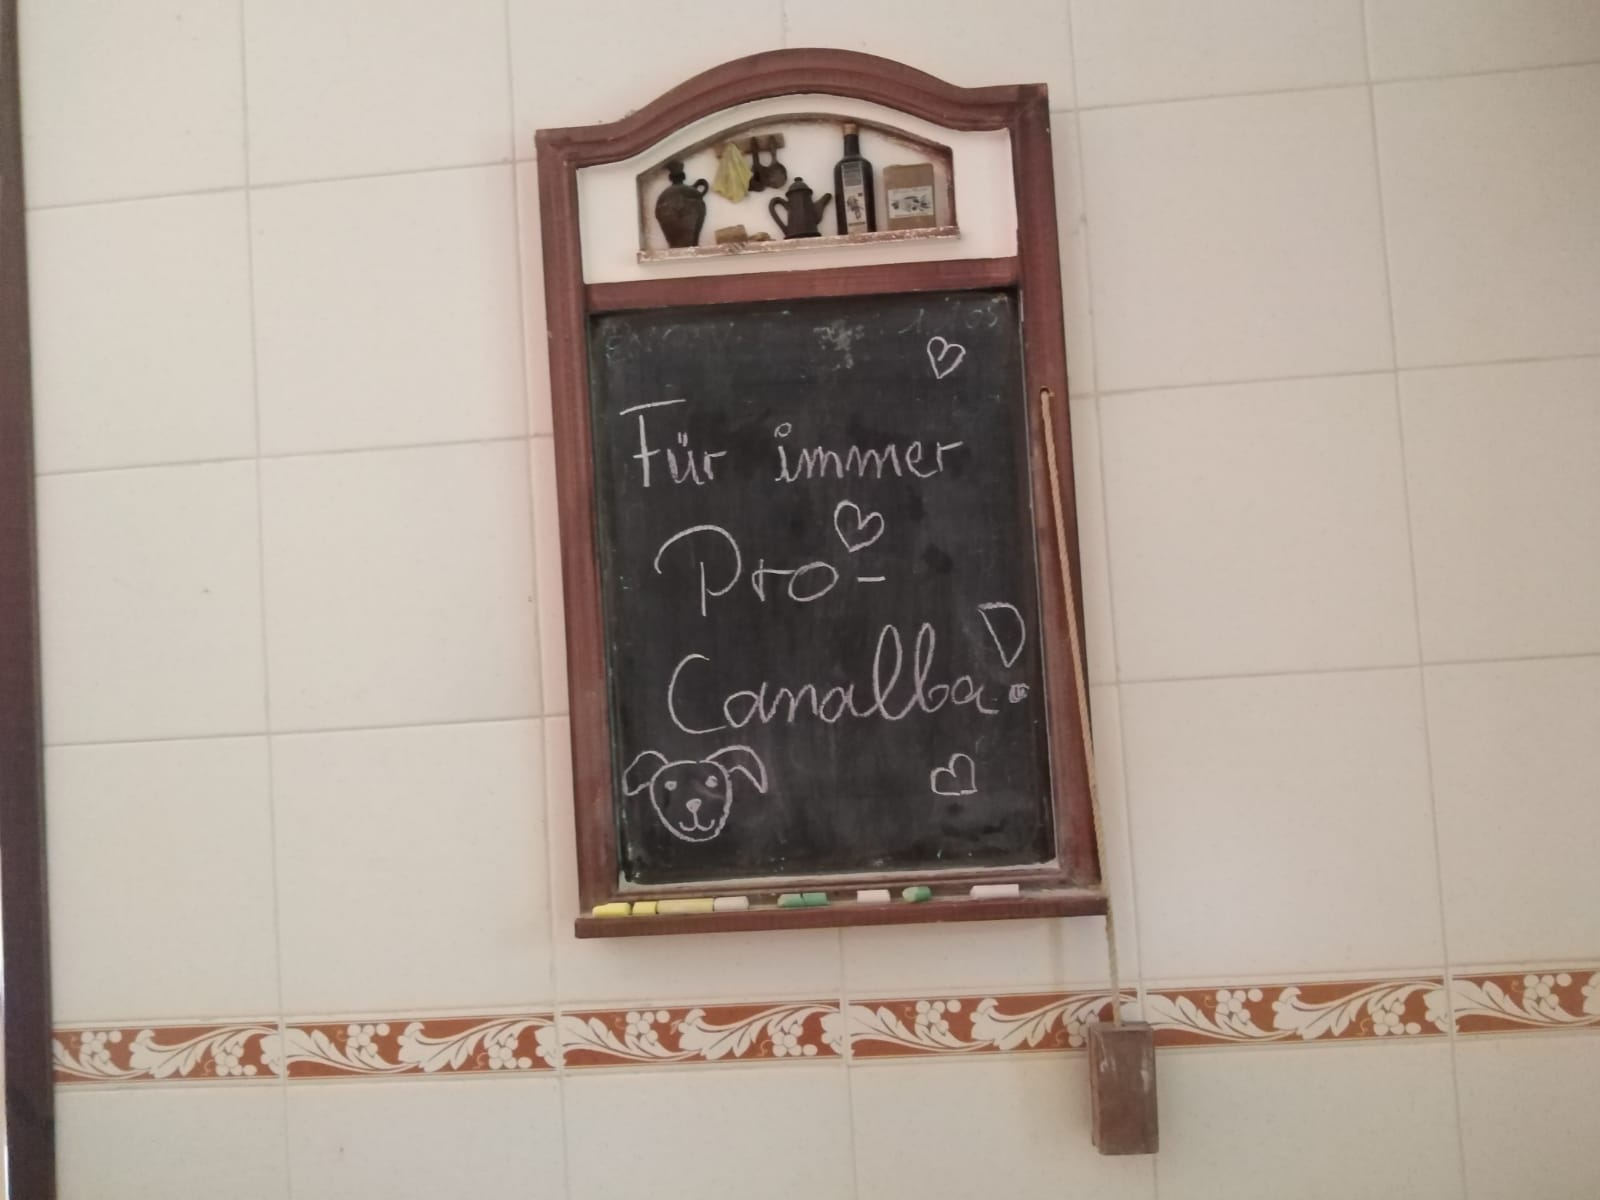 Für immer
Pro-
Canalba!